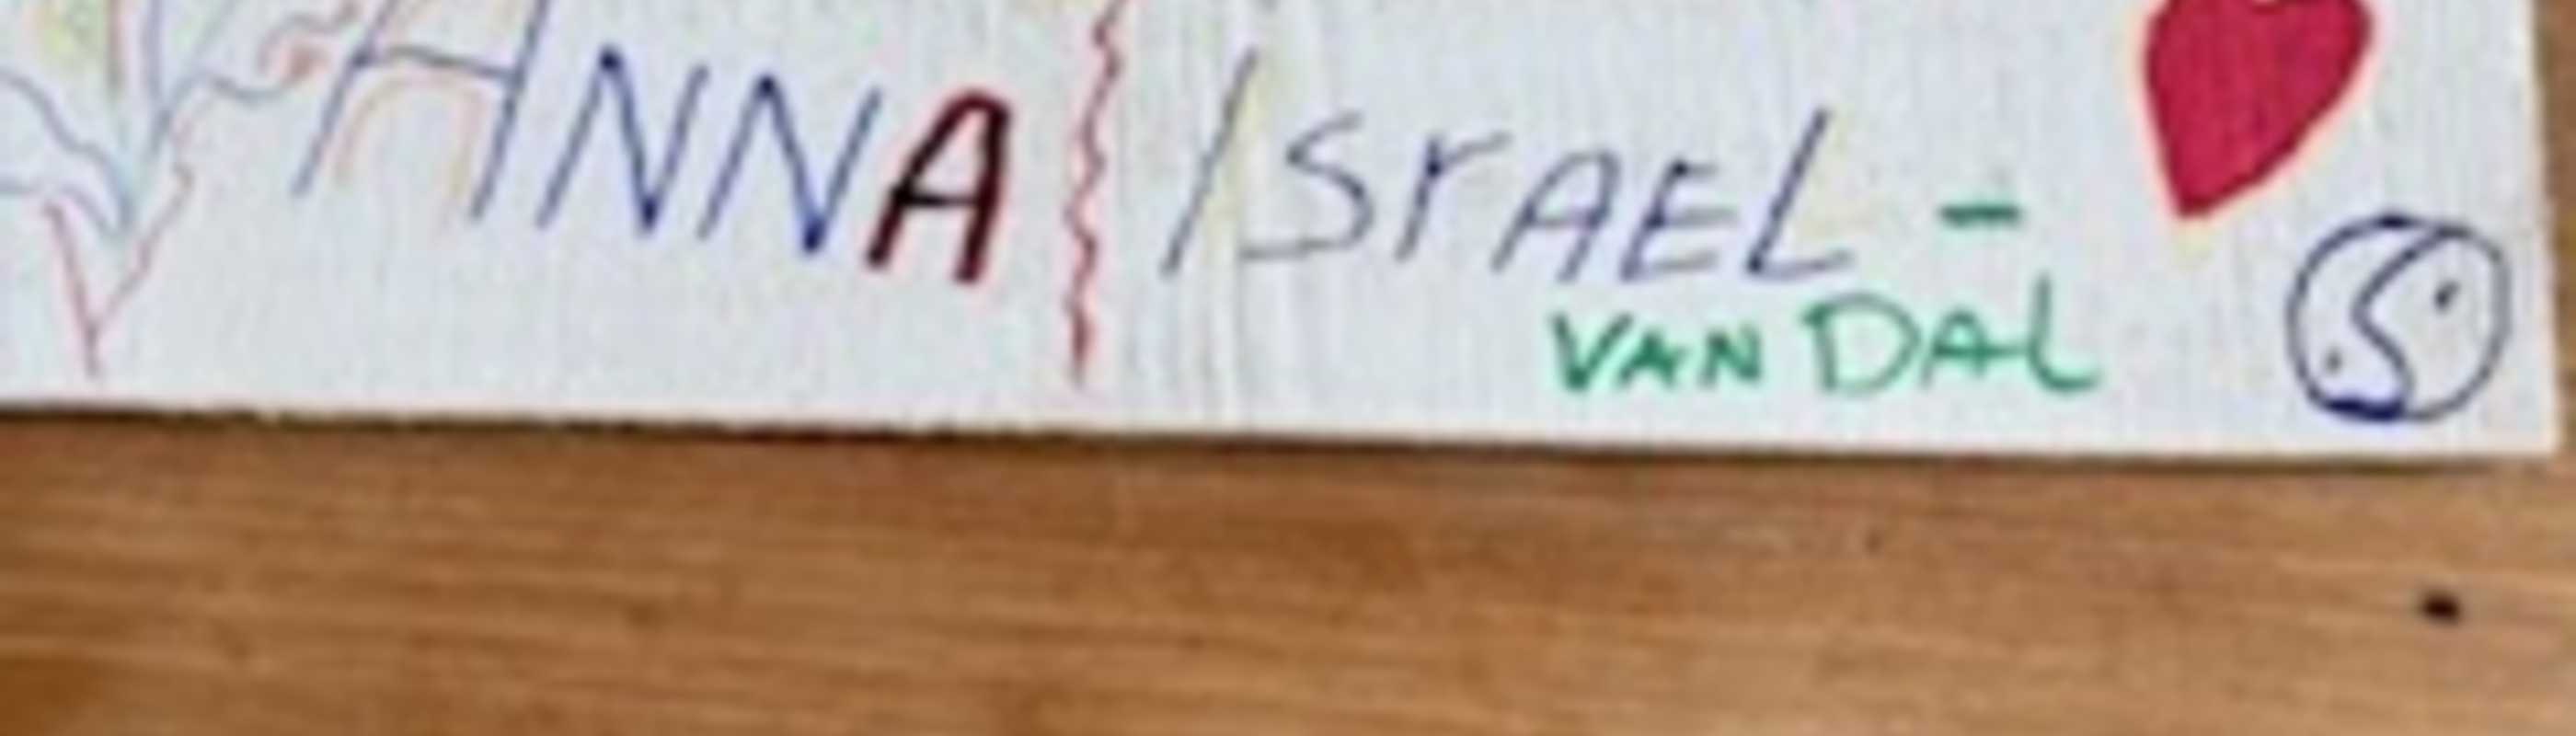 ANNA ISrAEL -
VAN DAL